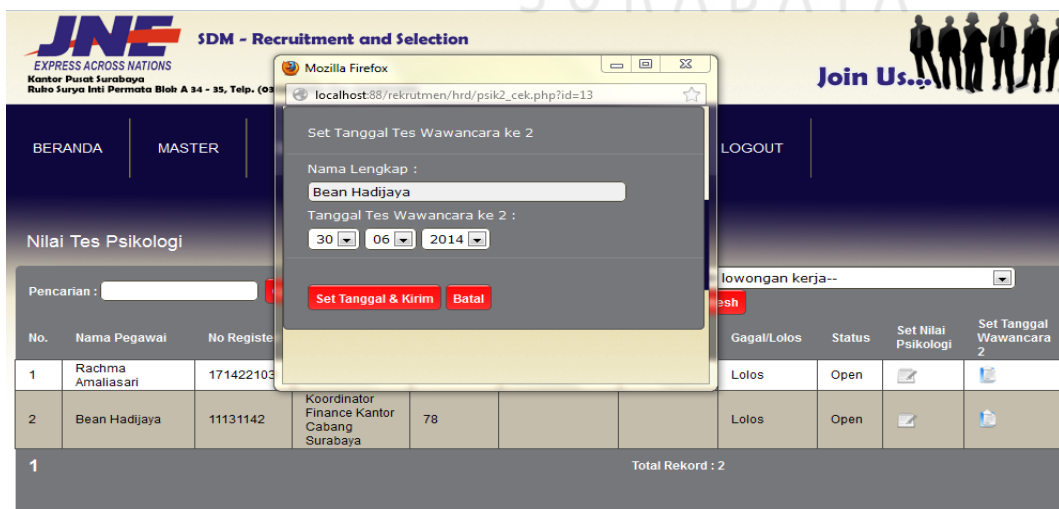 SURABAYA
JNE
EXPRESS ACROSS NATIONS
SDM - Recruitment and Selection
Kantor Pusat Surabaya
Ruko Surya Inti Permata Blok A 34 - 35, Telp. (03
Join Us...
Mozilla Firefox
localhost:88/rekrutmen/hrd/psik2_cek.php?id=13
Set Tanggal Tes Wawancara ke 2
Nama Lengkap :
Bean Hadijaya
Tanggal Tes Wawancara ke 2 :
30 06 2014
Set Tanggal & Kirim Batal
BERANDA MASTER LOGOUT
Nilai Tes Psikologi
Pencarian : lowongan kerja--
esh
No. Nama Pegawai No Registe Gagal/Lolos Status Set Nilai Psikologi Set Tanggal Wawancara 2
1 Rachma Amaliasari 171422103 Lolos Open
2 Bean Hadijaya 11131142 Koordinator Finance Kantor Cabang Surabaya 78 Lolos Open
1 Total Rekord : 2